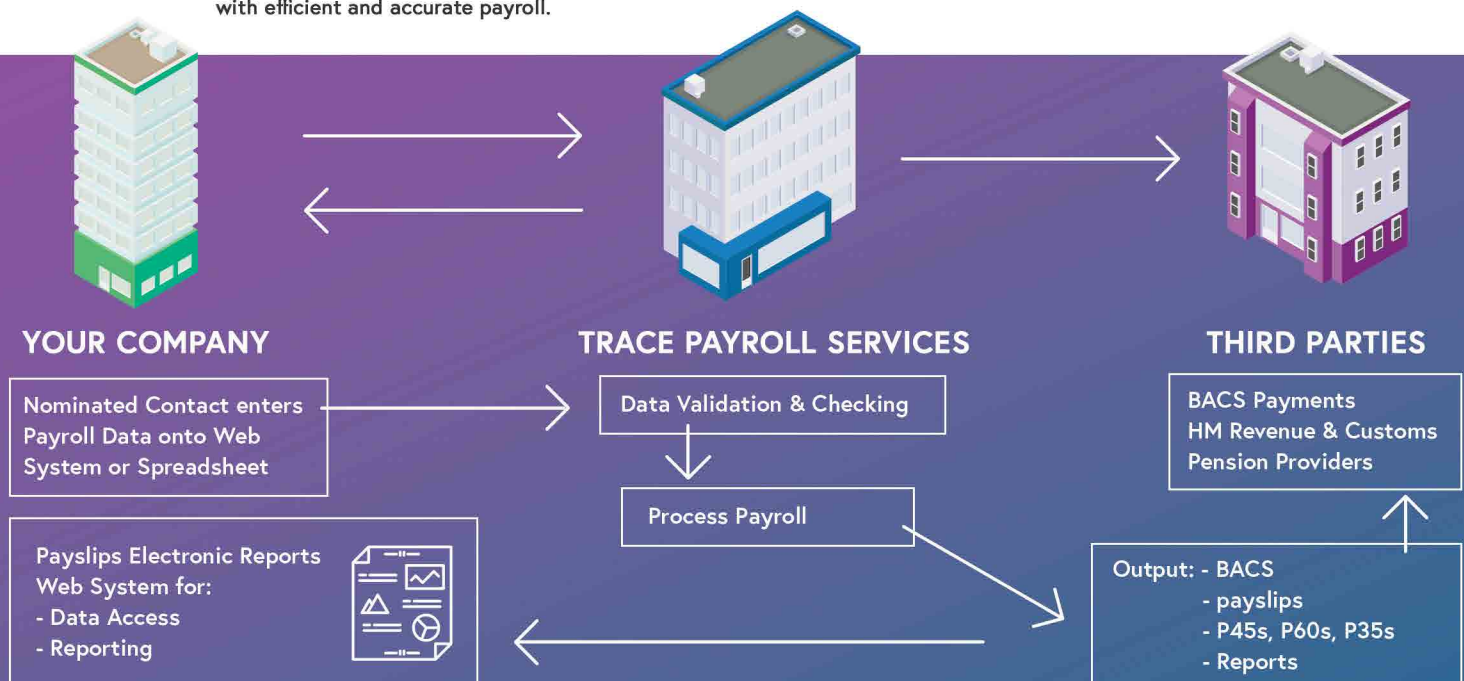 with efficient and accurate payroll.
YOUR COMPANY
Nominated Contact enters
Payroll Data onto Web
System or Spreadsheet
Payslips Electronic Reports
Web System for:
- Data Access
- Reporting
TRACE PAYROLL SERVICES
Data Validation & Checking
Process Payroll
THIRD PARTIES
BACS Payments
HM Revenue & Customs
Pension Providers
Output: - BACS
- payslips
- P45s, P60s, P35s
- Reports